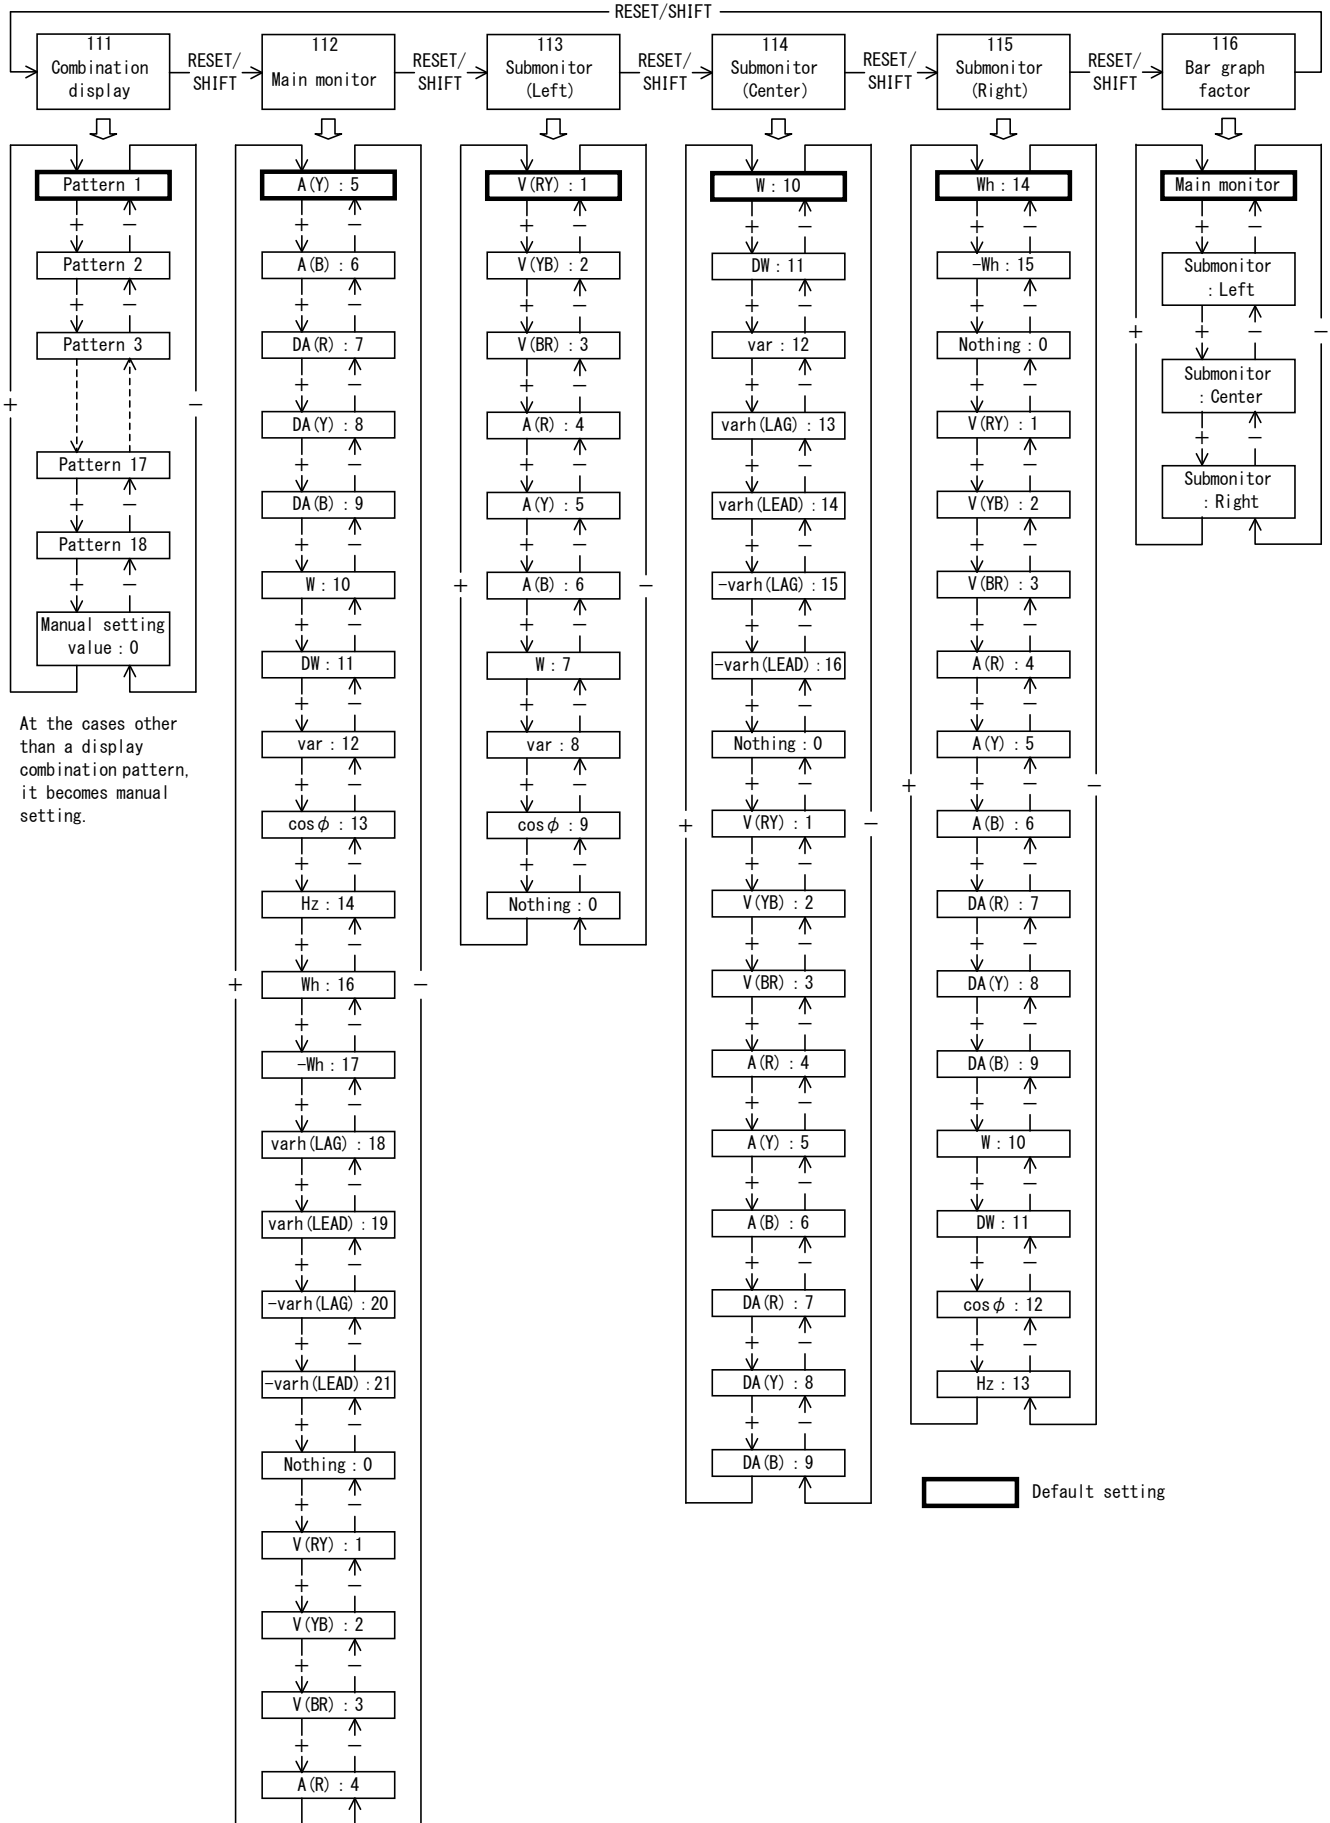 RESET/SHIFT
111
Combination
display
RESET/
SHIFT
112
Main monitor
RESET/
SHIFT
113
Submonitor
(Left)
RESET/
SHIFT
114
Submonitor
(Center)
RESET/
SHIFT
115
Submonitor
(Right)
RESET/
SHIFT
116
Bar graph
factor
Pattern 1
+ −
Pattern 2
+ −
Pattern 3
+ −
Pattern 17
+ −
Pattern 18
+ −
Manual setting
value : 0
At the cases other
than a display
combination pattern,
it becomes manual
setting.
A(Y) : 5
+ −
A(B) : 6
+ −
DA(R) : 7
+ −
DA(Y) : 8
+ −
DA(B) : 9
+ −
W : 10
+ −
DW : 11
+ −
var : 12
+ −
cosφ : 13
+ −
Hz : 14
+ −
+ −
Wh : 16
+ −
-Wh : 17
+ −
varh(LAG) : 18
+ −
varh(LEAD) : 19
+ −
-varh(LAG) : 20
+ −
-varh(LEAD) : 21
+ −
Nothing : 0
+ −
V(RY) : 1
+ −
V(YB) : 2
+ −
V(BR) : 3
+ −
A(R) : 4
V(RY) : 1
+ −
V(YB) : 2
+ −
V(BR) : 3
+ −
A(R) : 4
+ −
A(Y) : 5
+ −
+ −
A(B) : 6
+ −
W : 7
+ −
var : 8
+ −
cosφ : 9
+ −
Nothing : 0
W : 10
+ −
DW : 11
+ −
var : 12
+ −
varh(LAG) : 13
+ −
varh(LEAD) : 14
+ −
-varh(LAG) : 15
+ −
-varh(LEAD) : 16
+ −
Nothing : 0
+ −
+ −
V(RY) : 1
+ −
V(YB) : 2
+ −
V(BR) : 3
+ −
A(R) : 4
+ −
A(Y) : 5
+ −
A(B) : 6
+ −
DA(R) : 7
+ −
DA(Y) : 8
+ −
DA(B) : 9
Wh : 14
+ −
-Wh : 15
+ −
Nothing : 0
+ −
V(RY) : 1
+ −
V(YB) : 2
+ −
V(BR) : 3
+ −
A(R) : 4
+ −
A(Y) : 5
+ −
+ −
A(B) : 6
+ −
DA(R) : 7
+ −
DA(Y) : 8
+ −
DA(B) : 9
+ −
W : 10
+ −
DW : 11
+ −
cosφ : 12
+ −
Hz : 13
Main monitor
+ −
Submonitor
: Left
+ −
+ −
Submonitor
: Center
+ −
Submonitor
: Right
Default setting